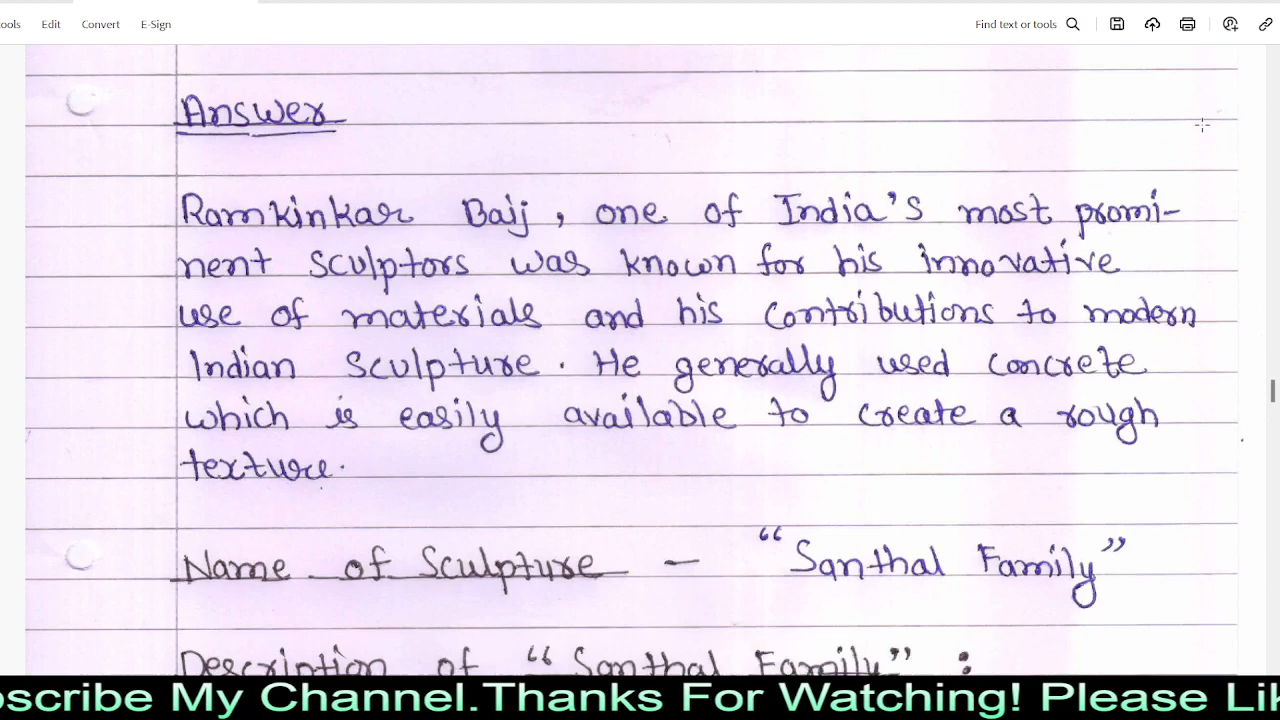 ools Edit Convert E-Sign Find text or tools
Answer
Ramkinkar Baij, one of India's most promi-
nent sculptors was known for his innovative
use of materials and his contributions to modern
Indian sculpture. He generally used concrete
which is easily available to create a rough
texture.
Name of Sculpture - "Santhal Family"
Description of "Santhal Family" :
oscribe My Channel.Thanks For Watching! Please Lik